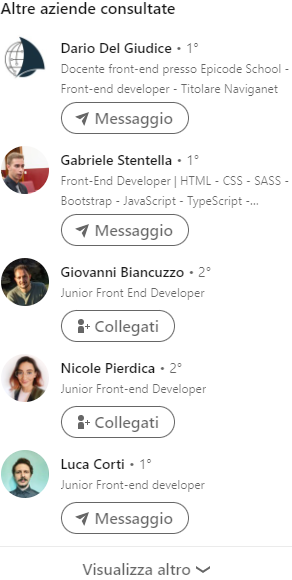 Altre aziende consultate
Dario Del Giudice • 1°
Docente front-end presso Epicode School -
Front-end developer - Titolare Naviganet
Messaggio
Gabriele Stentella • 1°
Front-End Developer | HTML - CSS - SASS -
Bootstrap - JavaScript - TypeScript -...
Messaggio
Giovanni Biancuzzo • 2°
Junior Front End Developer
Collegati
Nicole Pierdica • 2°
Junior Front-end Developer
Collegati
Luca Corti • 1°
Junior Front-end developer
Messaggio
Visualizza altro